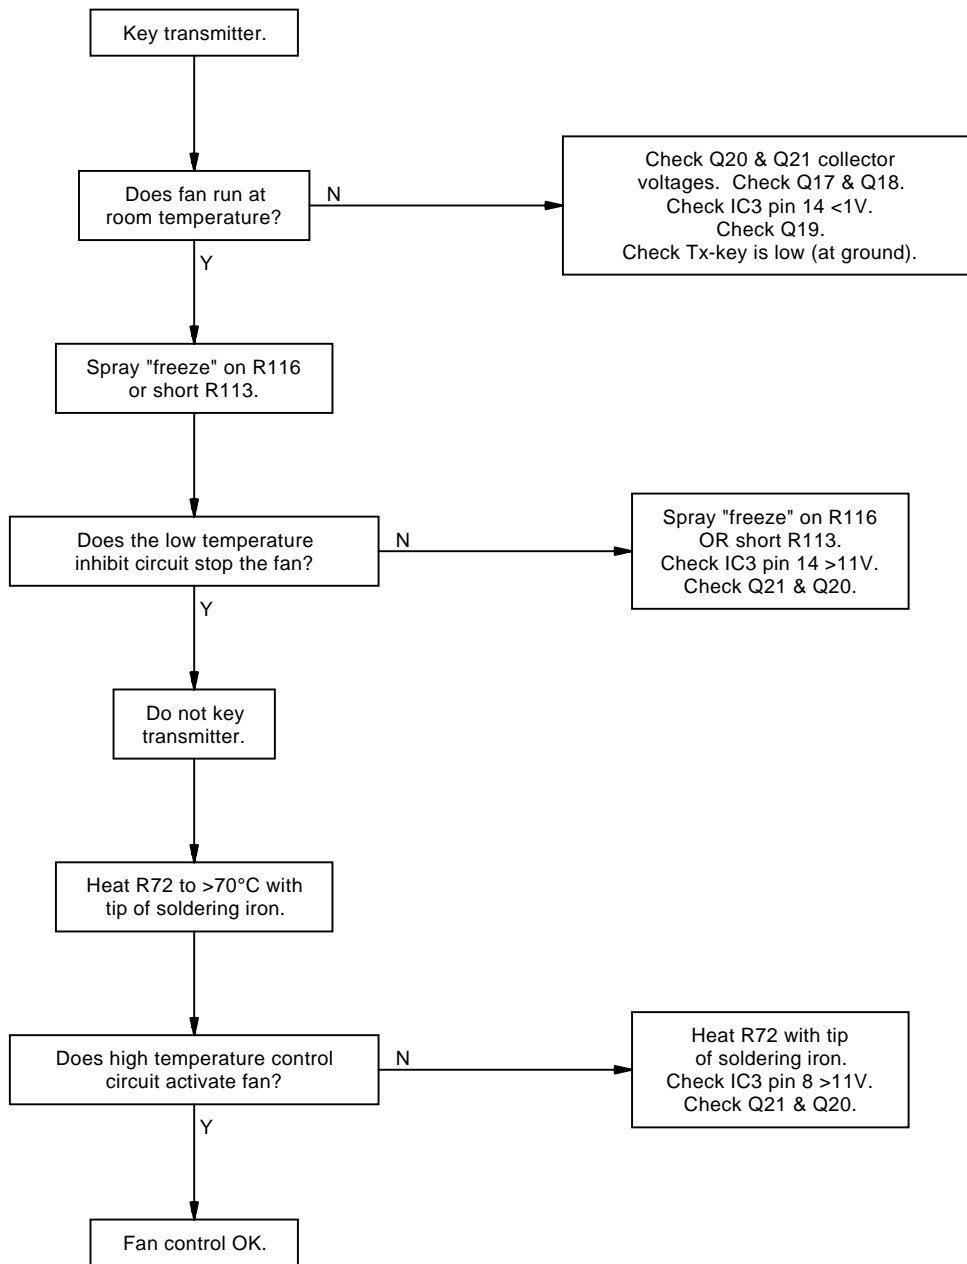 Key transmitter.
Does fan run at
room temperature?
N
Check Q20 & Q21 collector
voltages.  Check Q17 & Q18.
Check IC3 pin 14 <1V.
Check Q19.
Check Tx-key is low (at ground).
Y
Spray "freeze" on R116
or short R113.
Does the low temperature
inhibit circuit stop the fan?
N
Spray "freeze" on R116
OR short R113.
Check IC3 pin 14 >11V.
Check Q21 & Q20.
Y
Do not key
transmitter.
Heat R72 to >70°C with
tip of soldering iron.
Does high temperature control
circuit activate fan?
N
Heat R72 with tip
of soldering iron.
Check IC3 pin 8 >11V.
Check Q21 & Q20.
Y
Fan control OK.